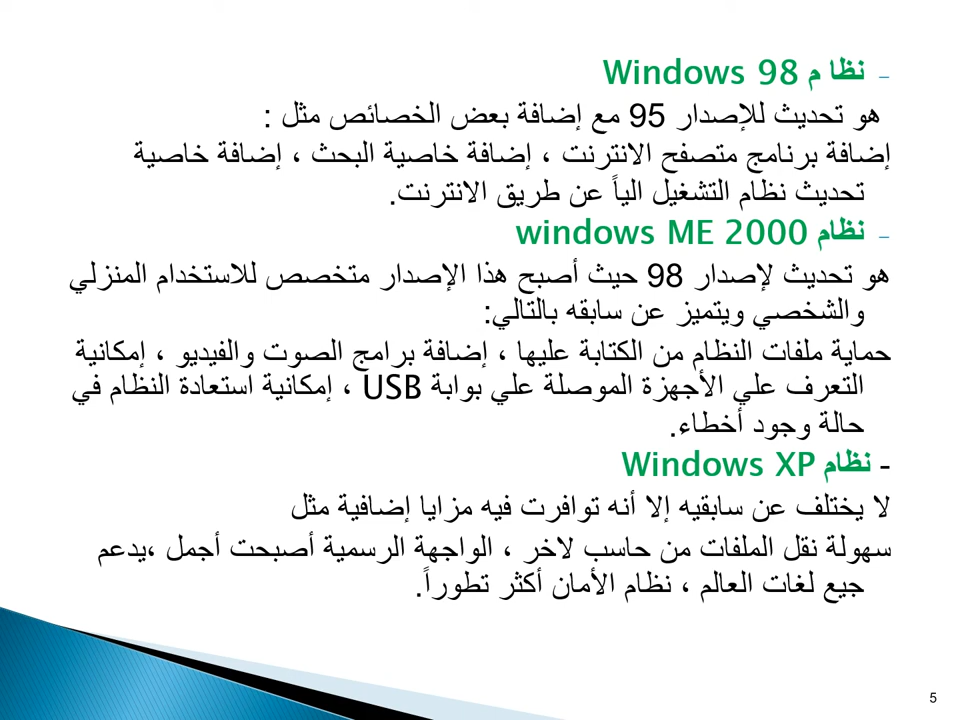 - نظا م Windows 98
هو تحديث للإصدار 95 مع إضافة بعض الخصائص مثل :
إضافة برنامج متصفح الانترنت ، إضافة خاصية البحث ، إضافة خاصية
تحديث نظام التشغيل الياً عن طريق الانترنت.
- نظام windows ME 2000
هو تحديث لإصدار 98 حيث أصبح هذا الإصدار متخصص للاستخدام المنزلي
والشخصي ويتميز عن سابقه بالتالي:
حماية ملفات النظام من الكتابة عليها ، إضافة برامج الصوت والفيديو ، إمكانية
التعرف علي الأجهزة الموصلة علي بوابة USB ، إمكانية استعادة النظام في
حالة وجود أخطاء.
- نظام Windows XP
لا يختلف عن سابقيه إلا أنه توافرت فيه مزايا إضافية مثل
سهولة نقل الملفات من حاسب لاخر ، الواجهة الرسمية أصبحت أجمل ،يدعم
جيع لغات العالم ، نظام الأمان أكثر تطوراً.
5